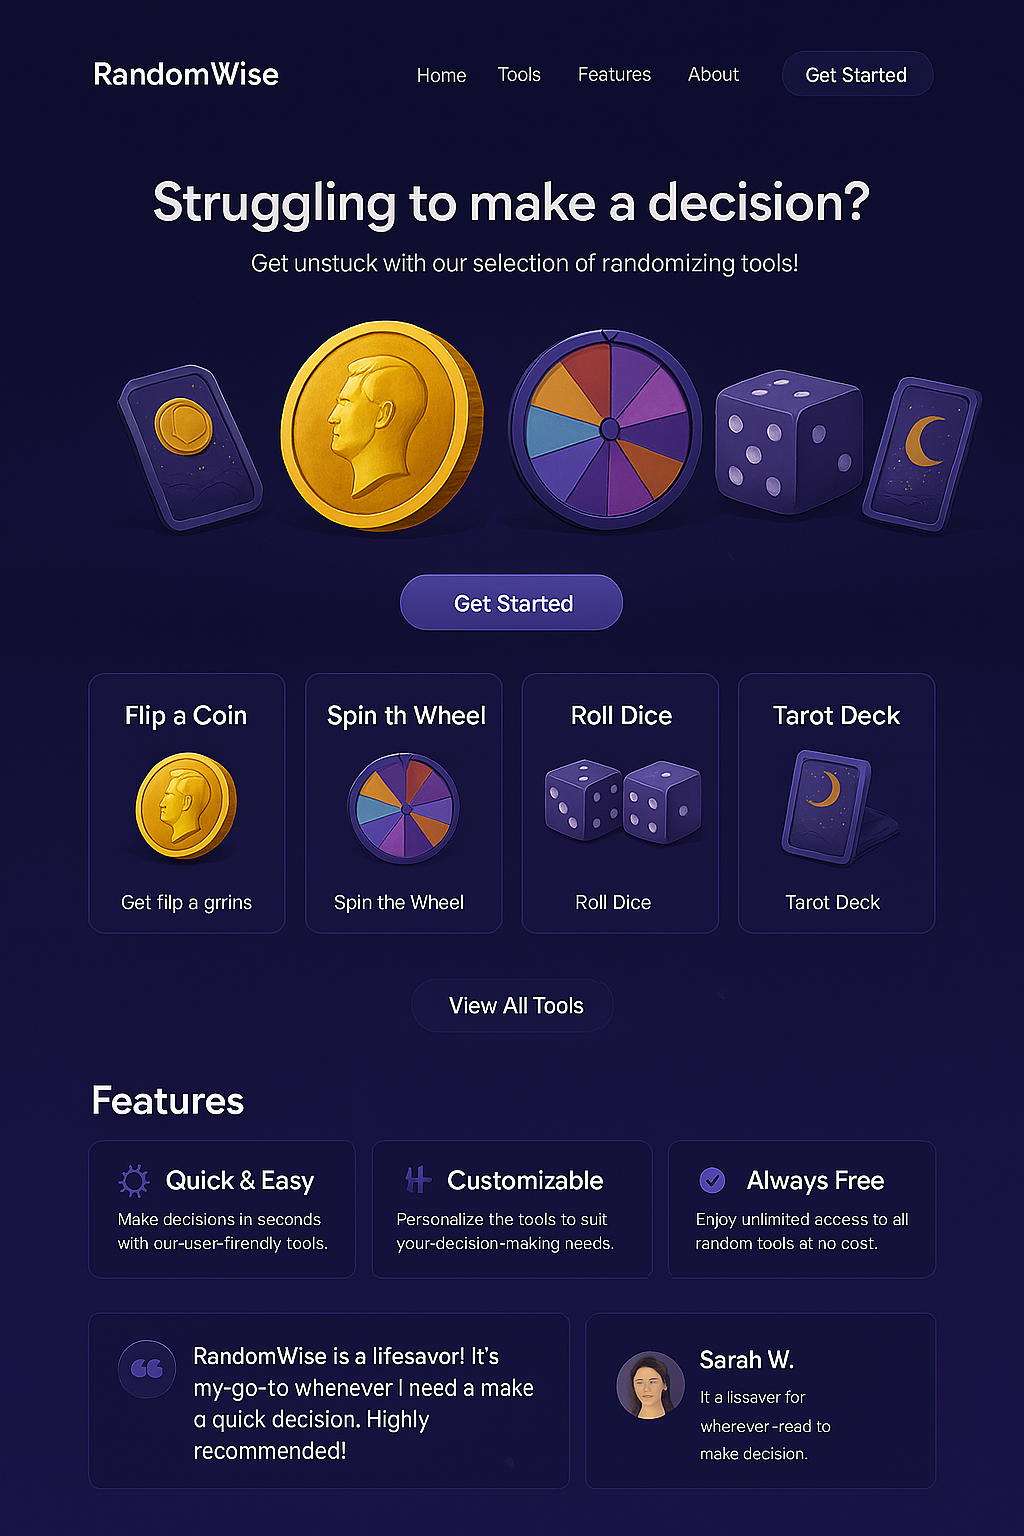 RandomWise
Home Tools Features About Get Started
Struggling to make a decision?
Get unstuck with our selection of randomizing tools!
Get Started
Flip a Coin
Get filp a grrins
Spin th Wheel
Spin the Wheel
Roll Dice
Roll Dice
Tarot Deck
Tarot Deck
View All Tools
Features
Quick & Easy
Make decisions in seconds
with our-user-firendly tools.
Customizable
Personalize the tools to suit
your-decision-making needs.
Always Free
Enjoy unlimited access to all
random tools at no cost.
RandomWise is a lifesavor! It's
my-go-to whenever I need a make
a quick decision. Highly
recommended!
Sarah W.
It a lissaver for
wherever-read to
make decision.